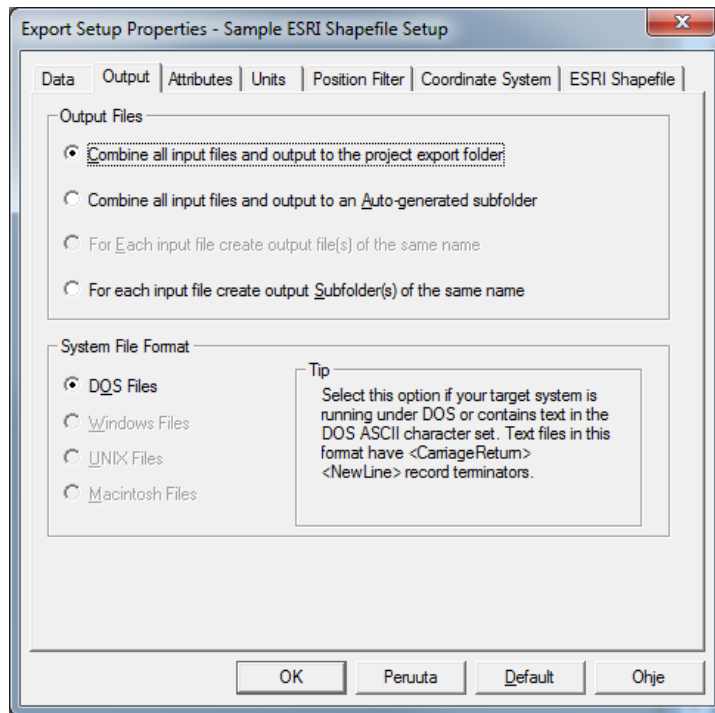 Export Setup Properties - Sample ESRI Shapefile Setup
Data Output Attributes Units Position Filter Coordinate System ESRI Shapefile
Output Files
Combine all input files and output to the project export folder
Combine all input files and output to an Auto-generated subfolder
For Each input file create output file(s) of the same name
For each input file create output Subfolder(s) of the same name
System File Format
DOS Files
Windows Files
UNIX Files
Macintosh Files
Tip
Select this option if your target system is
running under DOS or contains text in the
DOS ASCII character set. Text files in this
format have <CarriageReturn>
<NewLine> record terminators.
OK Peruuta Default Ohje